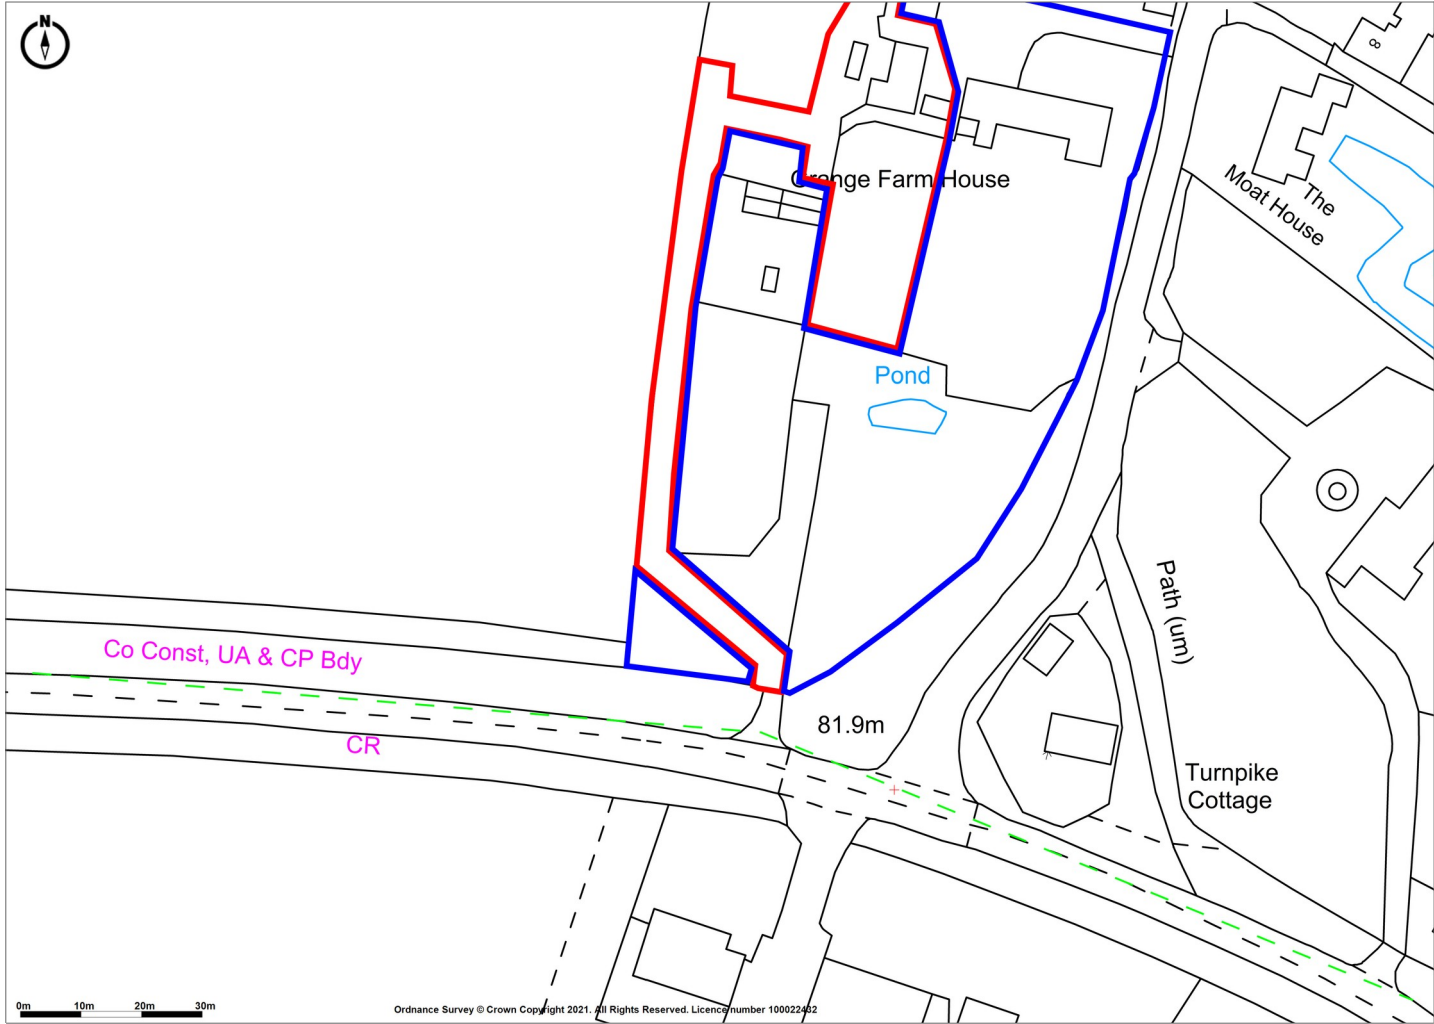 N
8
Grange Farm House
The
Moat House
Pond
Path (um)
Co Const, UA & CP Bdy
CR
81.9m
Turnpike
Cottage
0m 10m 20m 30m
Ordnance Survey © Crown Copyright 2021. All Rights Reserved. Licence number 100022432